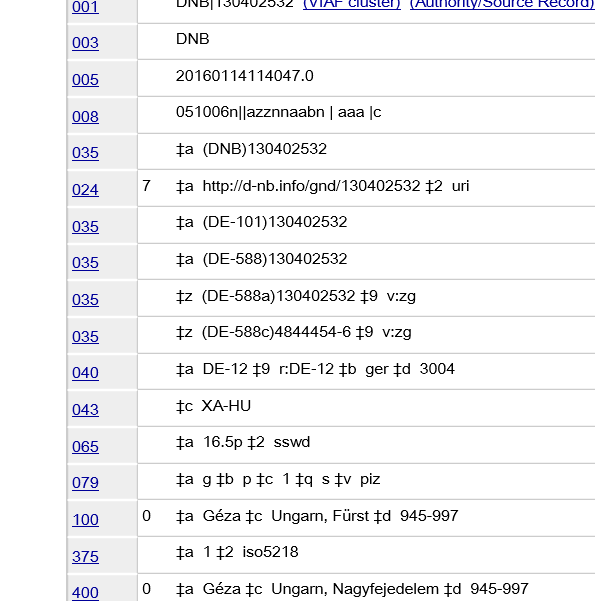 001 DNB|130402532 (VIAF cluster) (Authority/Source Record)
003 DNB
005 20160114114047.0
008 051006n||azznnaabn | aaa |c
035 ‡a (DNB)130402532
024 7 ‡a http://d-nb.info/gnd/130402532 ‡2 uri
035 ‡a (DE-101)130402532
035 ‡a (DE-588)130402532
035 ‡z (DE-588a)130402532 ‡9 v:zg
035 ‡z (DE-588c)4844454-6 ‡9 v:zg
040 ‡a DE-12 ‡9 r:DE-12 ‡b ger ‡d 3004
043 ‡c XA-HU
065 ‡a 16.5p ‡2 sswd
079 ‡a g ‡b p ‡c 1 ‡q s ‡v piz
100 0 ‡a Géza ‡c Ungarn, Fürst ‡d 945-997
375 ‡a 1 ‡2 iso5218
400 0 ‡a Géza ‡c Ungarn, Nagyfejedelem ‡d 945-997